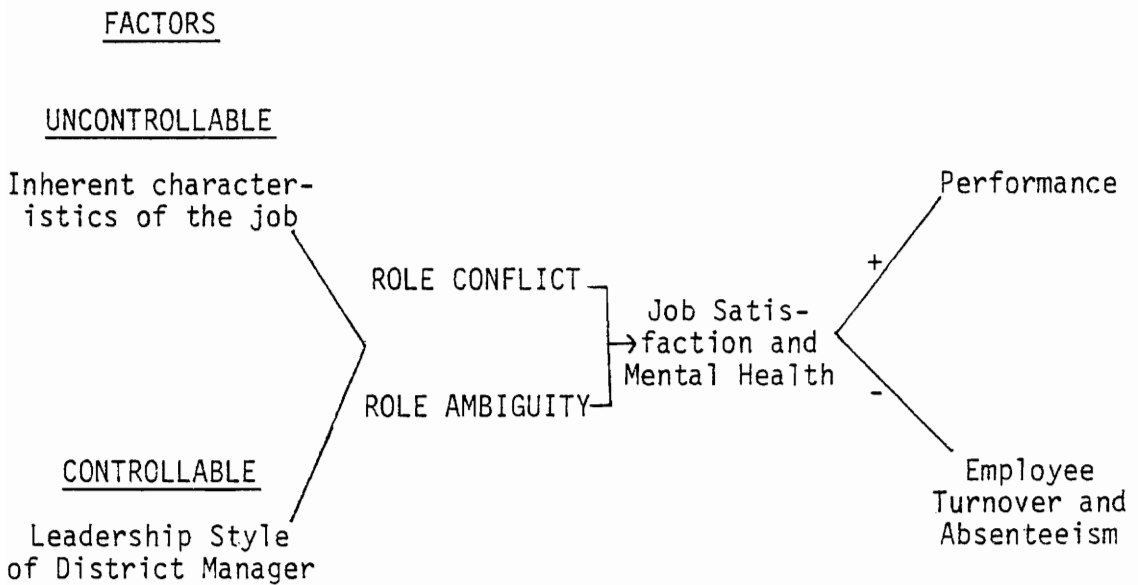 FACTORS
UNCONTROLLABLE
Inherent character-
istics of the job
CONTROLLABLE
Leadership Style
of District Manager
ROLE CONFLICT
ROLE AMBIGUITY
Job Satis-
faction and
Mental Health
+
-
Performance
Employee
Turnover and
Absenteeism